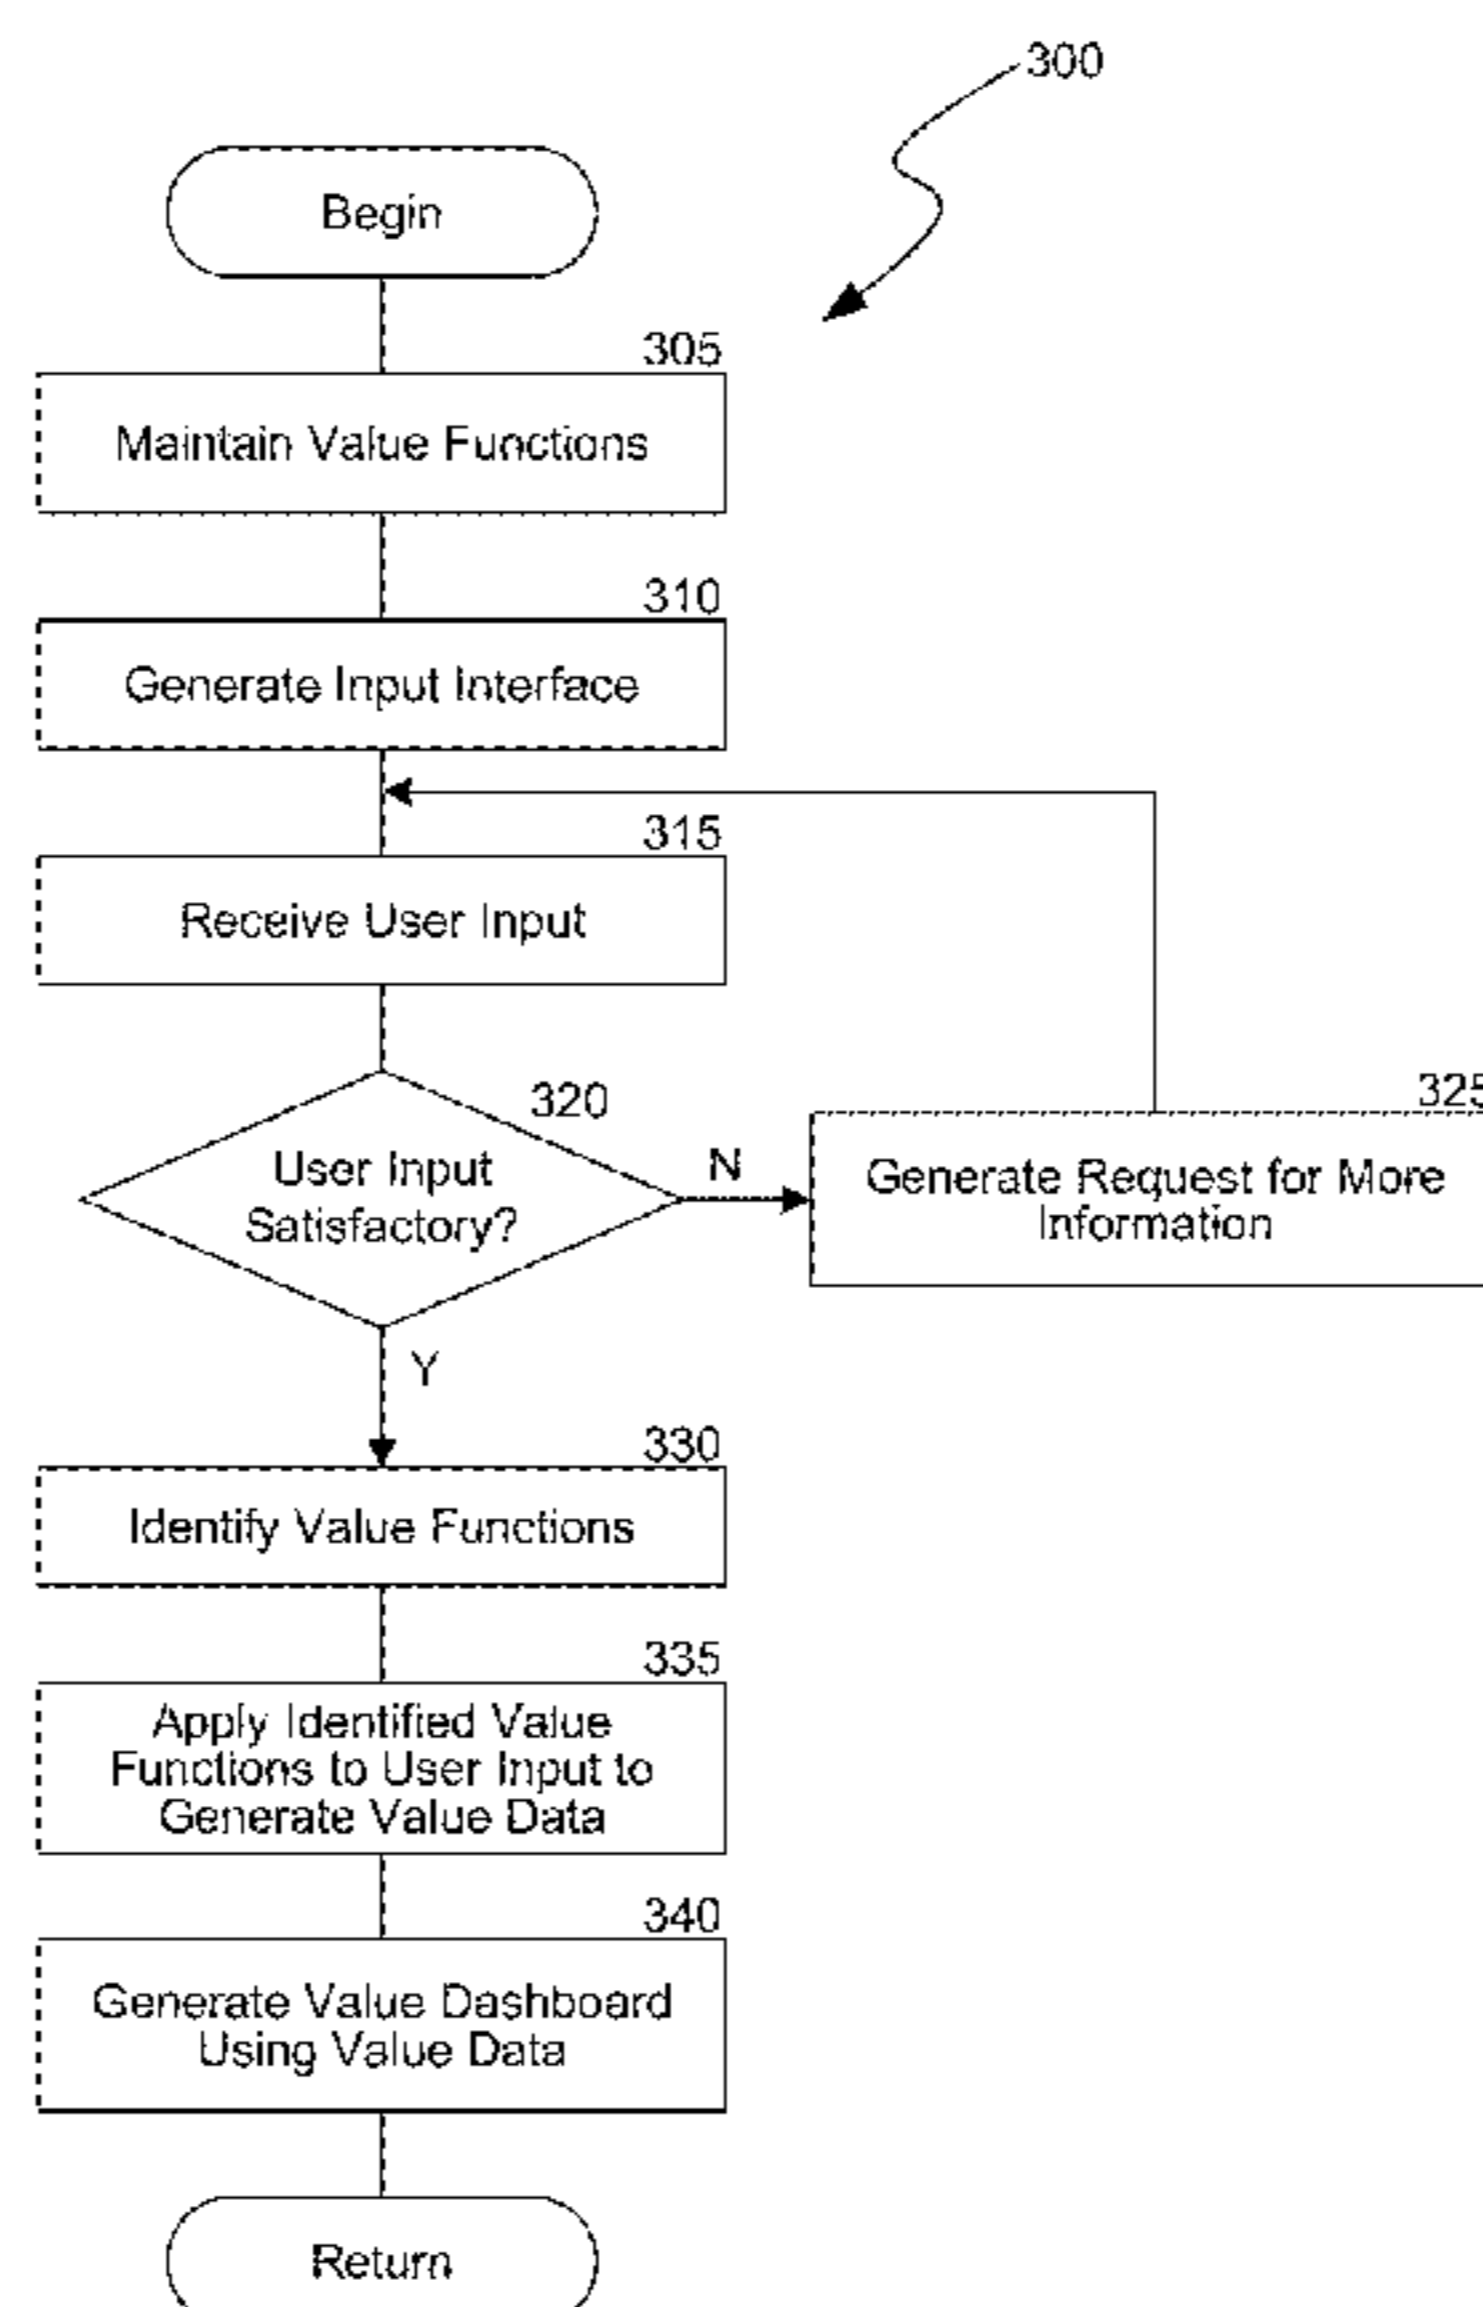 300
Begin
305
Maintain Value Functions
310
Generate Input Interface
315
Receive User Input
320
User Input
Satisfactory?
N
325
Generate Request for More
Information
Y
330
Identify Value Functions
335
Apply Identified Value
Functions to User Input to
Generate Value Data
340
Generate Value Dashboard
Using Value Data
Return